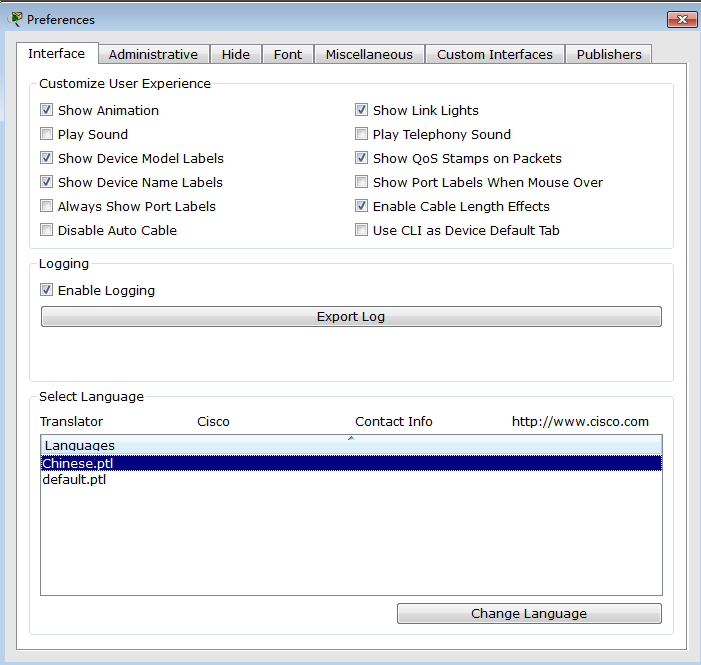 Preferences
Interface Administrative Hide Font Miscellaneous Custom Interfaces Publishers
Customize User Experience
Show Animation Show Link Lights
Play Sound Play Telephony Sound
Show Device Model Labels Show QoS Stamps on Packets
Show Device Name Labels Show Port Labels When Mouse Over
Always Show Port Labels Enable Cable Length Effects
Disable Auto Cable Use CLI as Device Default Tab
Logging
Enable Logging
Export Log
Select Language
Translator Cisco Contact Info http://www.cisco.com
Languages
Chinese.ptl
default.ptl
Change Language